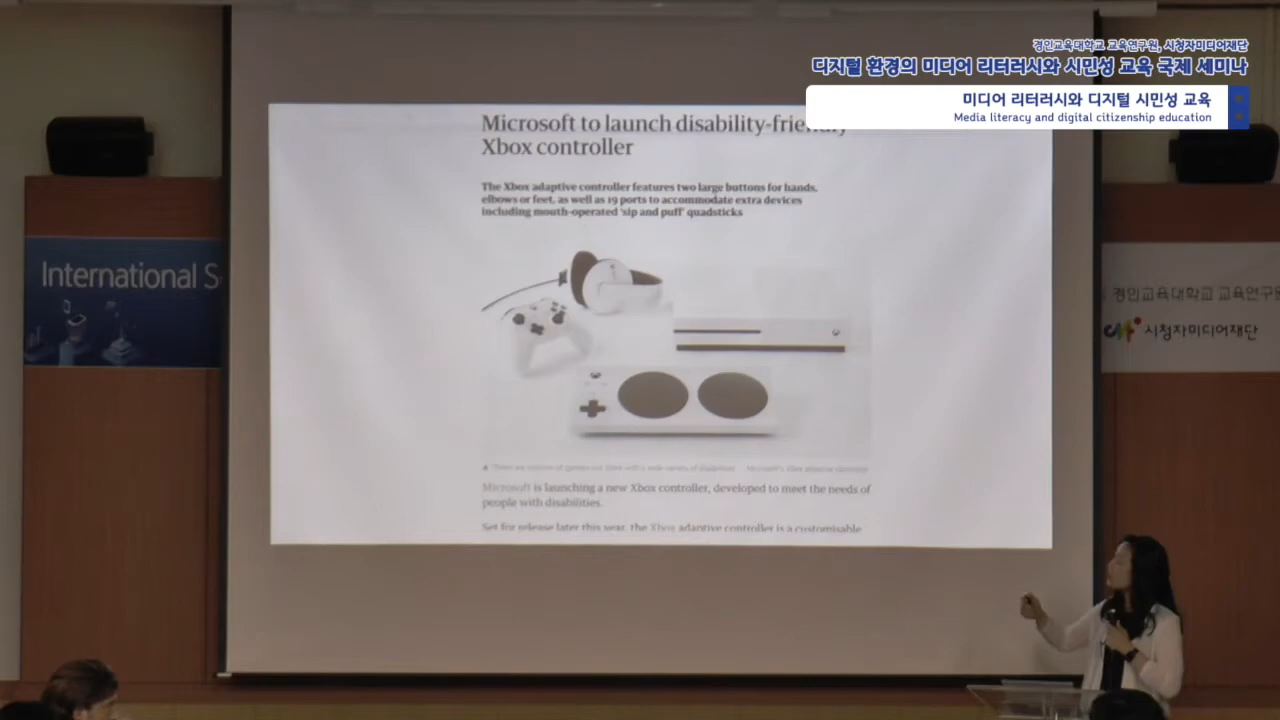 경인교육대학교 교육연구원, 시청자미디어재단
디지털 환경의 미디어 리터러시와 시민성 교육 국제 세미나
미디어 리터러시와 디지털 시민성 교육
Media literacy and digital citizenship education
Microsoft to launch disability-friendly
Xbox controller
The Xbox adaptive controller features two large buttons for hands,
elbows or feet, as well as 19 ports to accommodate extra devices
including mouth-operated 'sip and puff' quadsticks
Microsoft is launching a new Xbox controller, developed to meet the needs of
people with disabilities.
Set for release later this year, the Xbox adaptive controller is a customisable
International S
경인교육대학교 교육연구원
시청자미디어재단